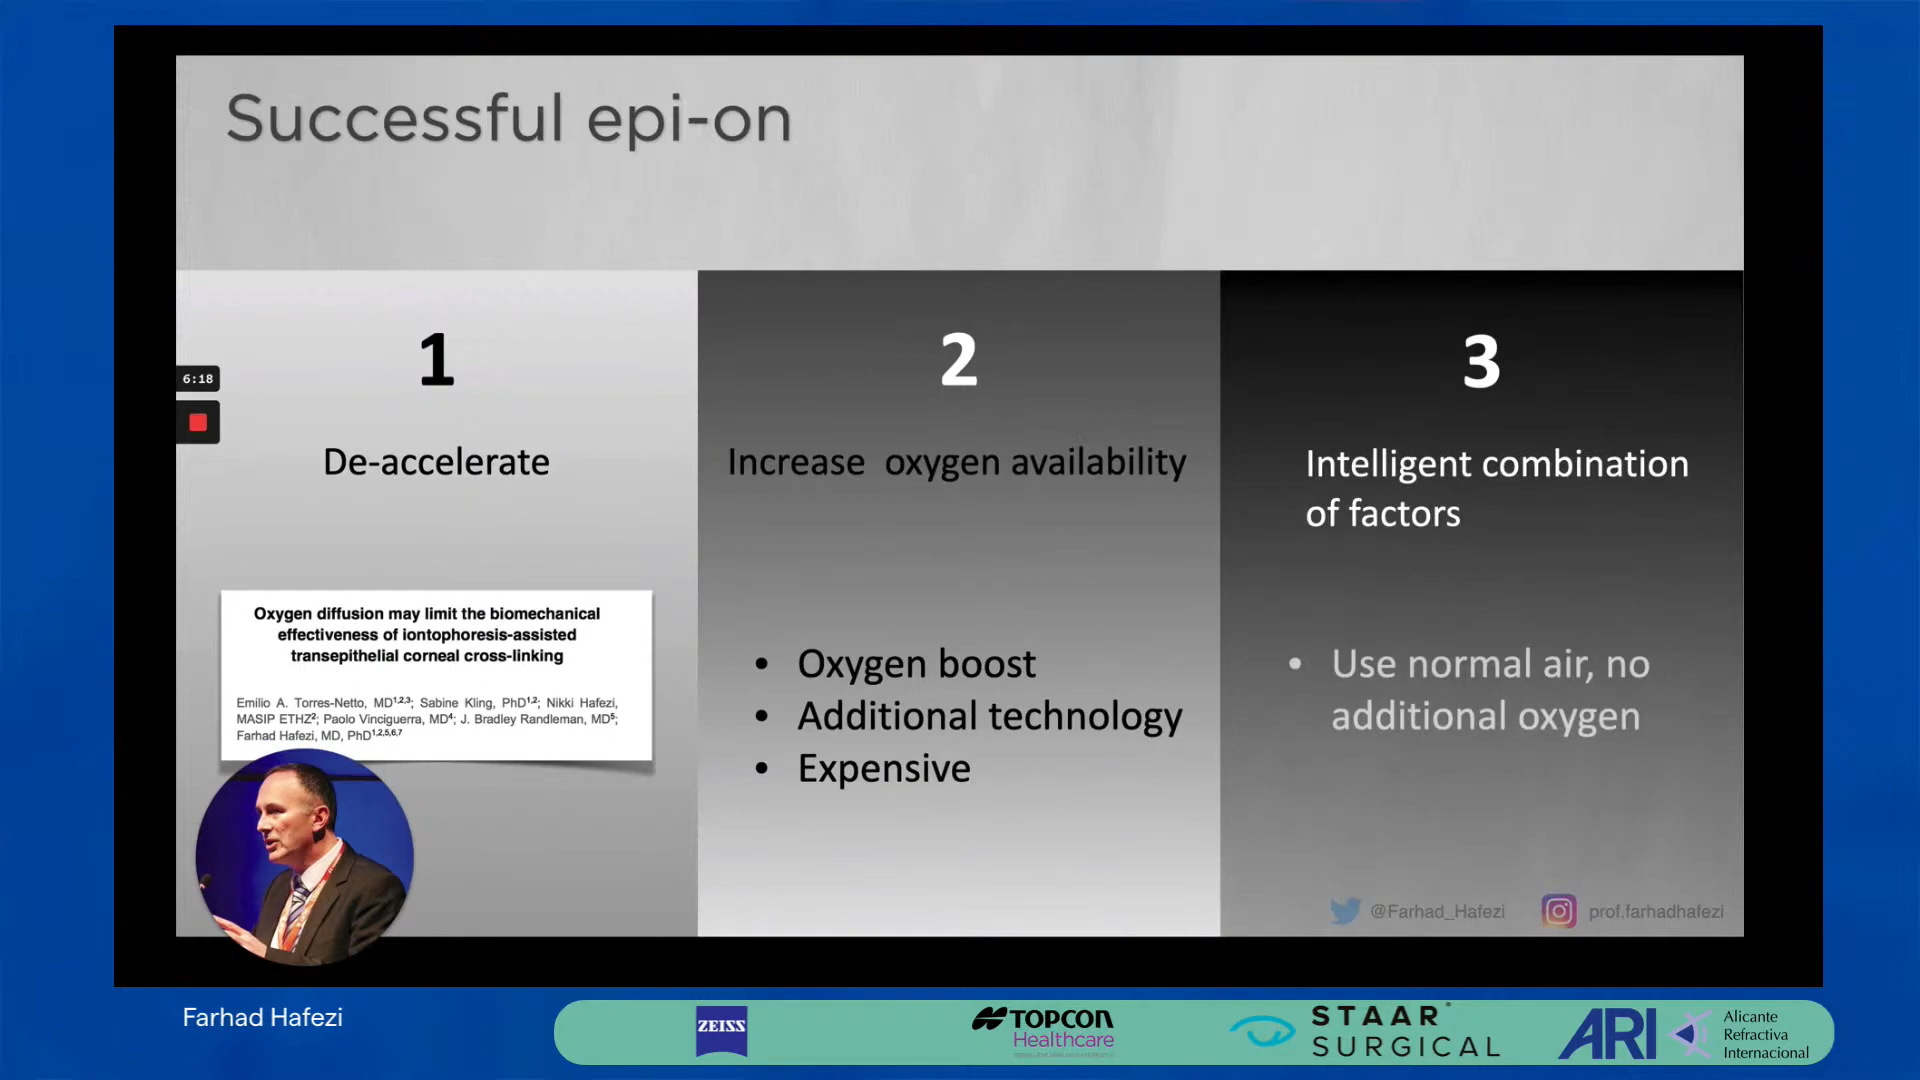 Successful epi-on
1
De-accelerate
Oxygen diffusion may limit the biomechanical
effectiveness of iontophoresis-assisted
transepithelial corneal cross-linking
Emilio A. Torres-Netto, MD1,2,3; Sabine Kling, PhD1,2; Nikki Hafezi,
MASIP ETHZ2; Paolo Vinciguerra, MD4; J. Bradley Randleman, MD5;
Farhad Hafezi, MD, PhD1,2,5,6,7
6:18
2
Increase oxygen availability
• Oxygen boost
• Additional technology
• Expensive
3
Intelligent combination
of factors
• Use normal air, no
additional oxygen
@Farhad_Hafezi
prof.farhadhafezi
Farhad Hafezi
ZEISS
TOPCON
Healthcare
STAAR
SURGICAL
ARI
Alicante
Refractiva
Internacional